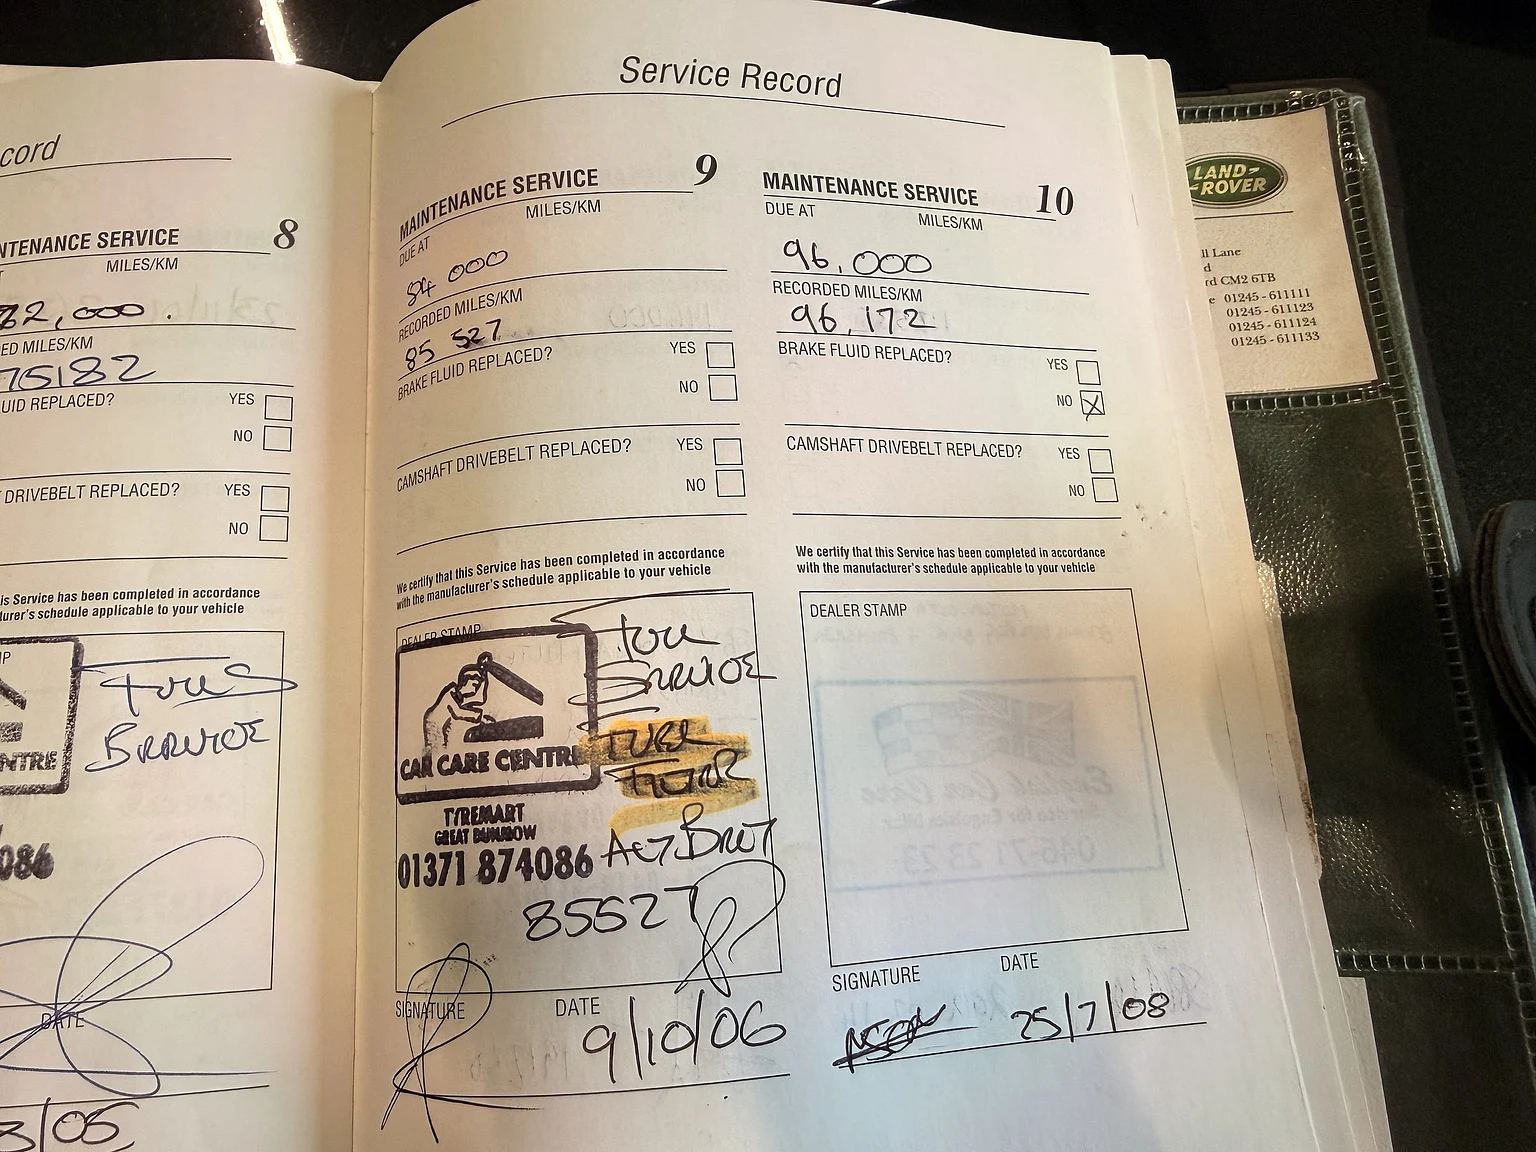 cord
NTENANCE SERVICE 8
MILES/KM
72,000.
ED MILES/KM
75182
UID REPLACED? YES
NO
DRIVEBELT REPLACED? YES
NO
is Service has been completed in accordance
turer's schedule applicable to your vehicle
P
FULL
SERVICE
NTRE
086
DATE
3/05
Service Record
MAINTENANCE SERVICE 9
DUE AT MILES/KM
84 000
RECORDED MILES/KM
85 527
BRAKE FLUID REPLACED? YES
NO
CAMSHAFT DRIVEBELT REPLACED? YES
NO
We certify that this Service has been completed in accordance
with the manufacturer's schedule applicable to your vehicle
DEALER STAMP
FULL
SERVICE
CAR CARE CENTRE
FUEL
FILTER
TYREMART
GREAT DUNMOW
01371 874086
ALT BELT
85527
SIGNATURE DATE
9/10/06
MAINTENANCE SERVICE 10
DUE AT MILES/KM
96,000
RECORDED MILES/KM
96,172
BRAKE FLUID REPLACED? YES
NO X
CAMSHAFT DRIVEBELT REPLACED? YES
NO
We certify that this Service has been completed in accordance
with the manufacturer's schedule applicable to your vehicle
DEALER STAMP
SIGNATURE DATE
25/7/08
LAND-
-ROVER
ll Lane
d
rd CM2 6TB
e 01245 - 611111
01245 - 611123
01245 - 611124
01245 - 611133